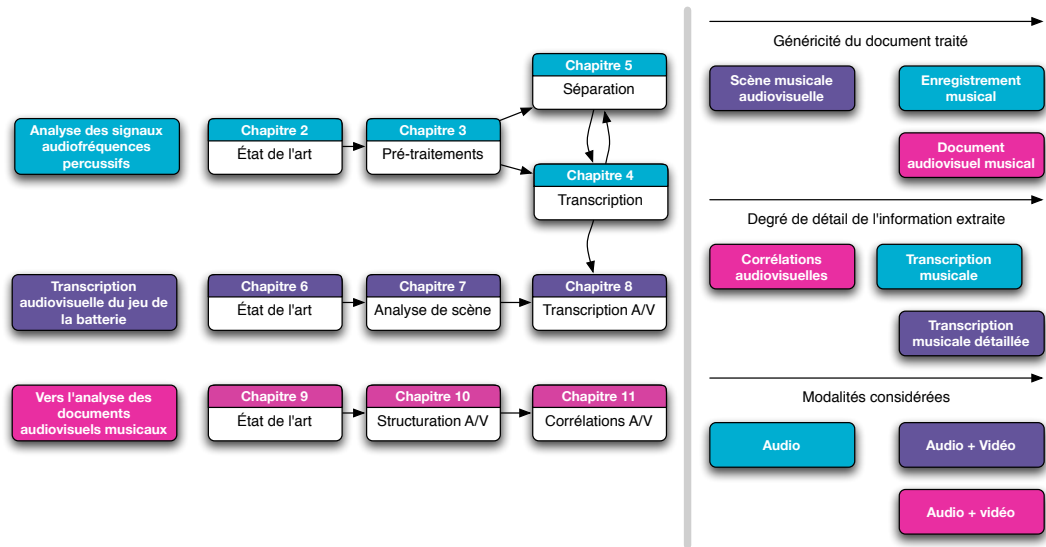 Analyse des signaux
audiofréquences
percussifs
Chapitre 2
État de l'art
Chapitre 3
Pré-traitements
Chapitre 5
Séparation
Chapitre 4
Transcription
Transcription
audiovisuelle du jeu de
la batterie
Chapitre 6
État de l'art
Chapitre 7
Analyse de scène
Chapitre 8
Transcription A/V
Vers l'analyse des
documents
audiovisuels musicaux
Chapitre 9
État de l'art
Chapitre 10
Structuration A/V
Chapitre 11
Corrélations A/V
Généricité du document traité
Scène musicale
audiovisuelle
Enregistrement
musical
Document
audiovisuel musical
Degré de détail de l'information extraite
Corrélations
audiovisuelles
Transcription
musicale
Transcription
musicale détaillée
Modalités considérées
Audio
Audio + Vidéo
Audio + vidéo